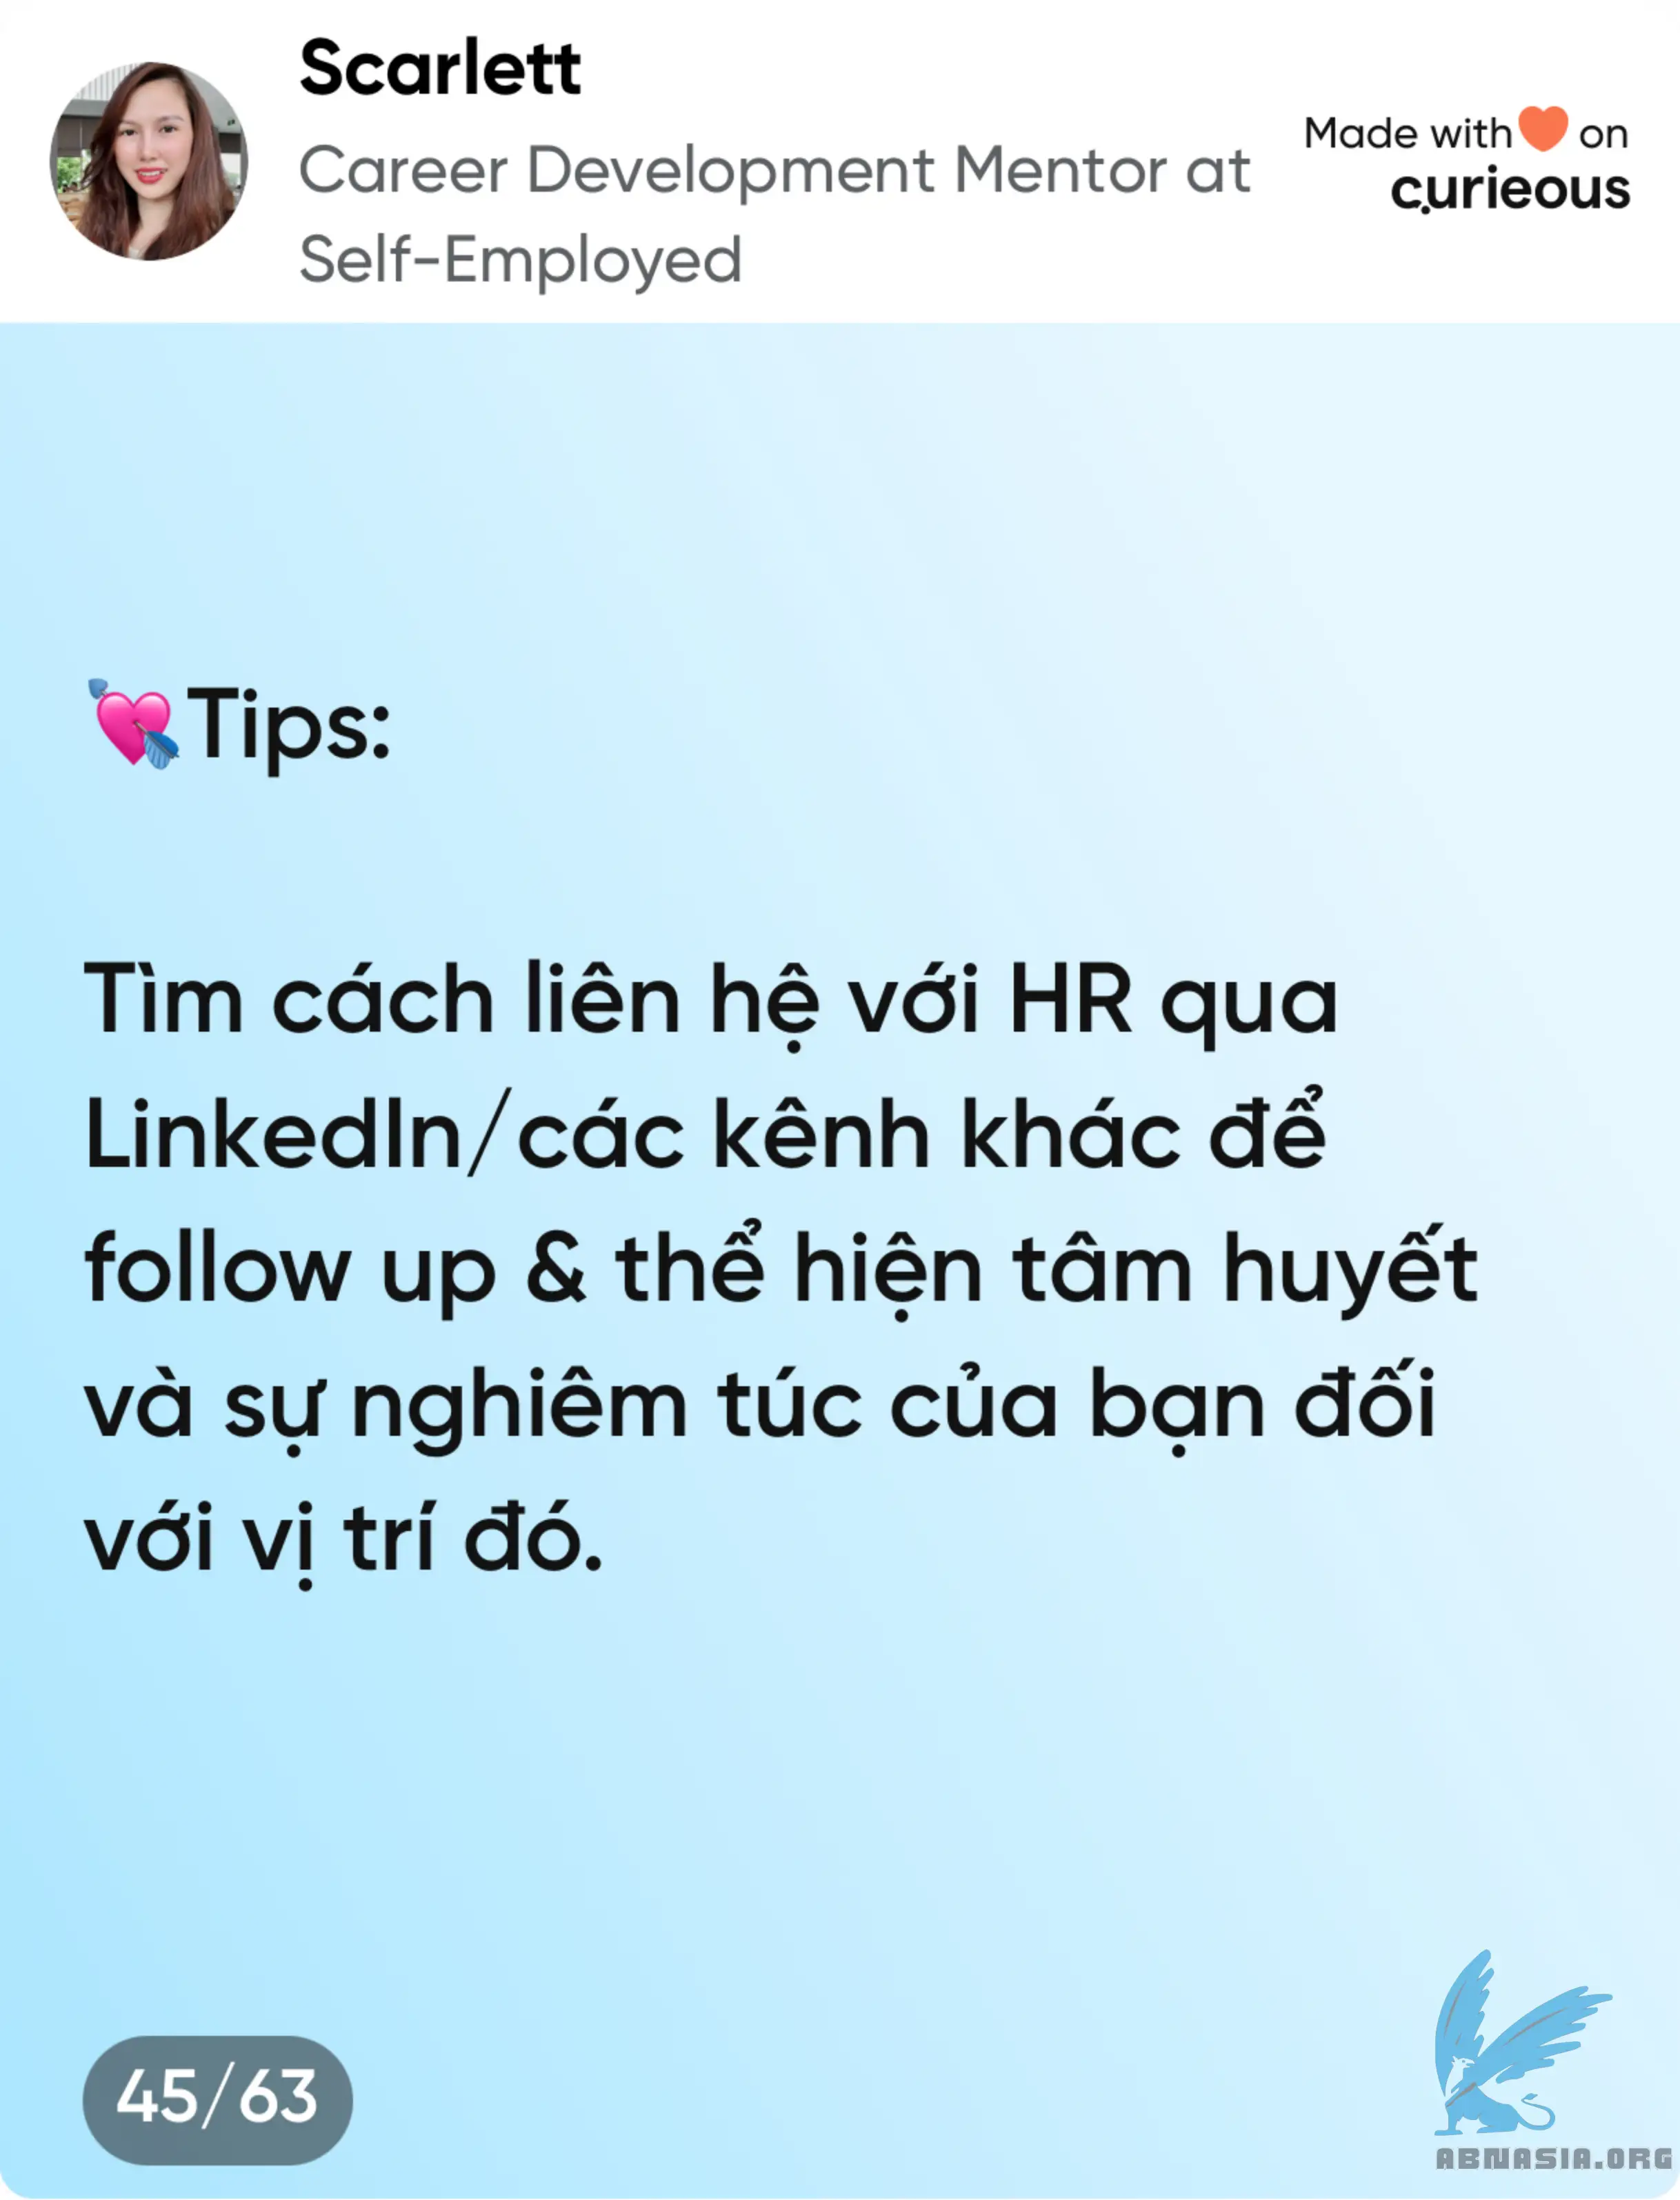 Scarlett
Career Development Mentor at
Self-Employed
Made with🧡on
curieous
💘Tips:
Tìm cách liên hệ với HR qua
LinkedIn/các kênh khác để
follow up & thể hiện tâm huyết
và sự nghiêm túc của bạn đối
với vị trí đó.
45/63
ABNASIA.ORG